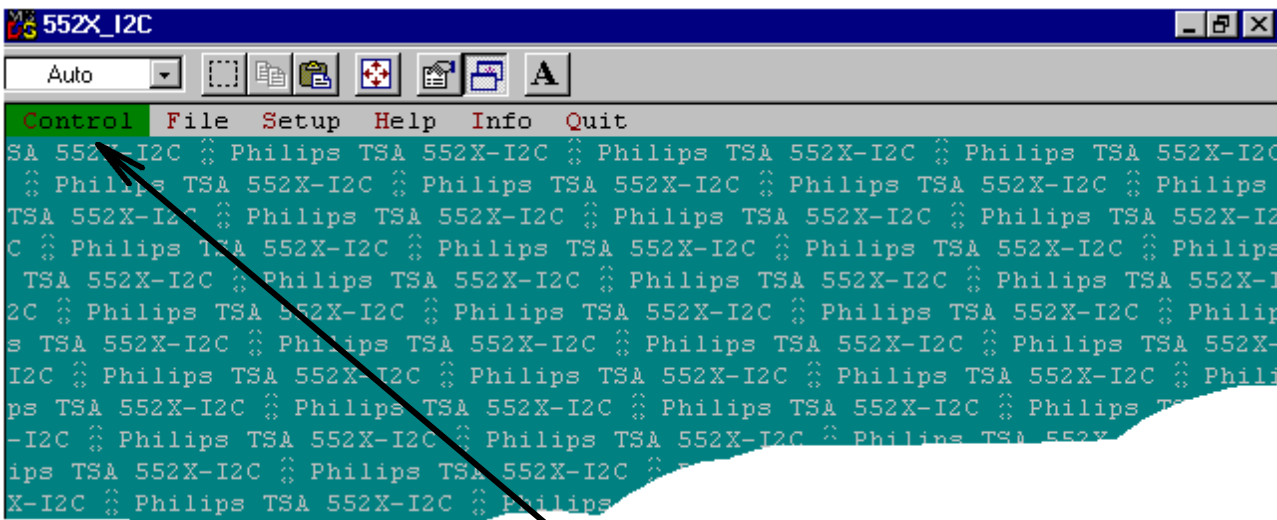 552X_I2C
Auto A
Control File Setup Help Info Quit
SA 552X-I2C Philips TSA 552X-I2C Philips TSA 552X-I2C Philips TSA 552X-I2C
Philips TSA 552X-I2C Philips TSA 552X-I2C Philips TSA 552X-I2C Philips
TSA 552X-I2C Philips TSA 552X-I2C Philips TSA 552X-I2C Philips TSA 552X-I2
C Philips TSA 552X-I2C Philips TSA 552X-I2C Philips TSA 552X-I2C Philips
TSA 552X-I2C Philips TSA 552X-I2C Philips TSA 552X-I2C Philips TSA 552X-I
2C Philips TSA 552X-I2C Philips TSA 552X-I2C Philips TSA 552X-I2C Philip
s TSA 552X-I2C Philips TSA 552X-I2C Philips TSA 552X-I2C Philips TSA 552X-
I2C Philips TSA 552X-I2C Philips TSA 552X-I2C Philips TSA 552X-I2C Phili
ps TSA 552X-I2C Philips TSA 552X-I2C Philips TSA 552X-I2C Philips
-I2C Philips TSA 552X-I2C Philips TSA 552X-I2C Philips TSA 552X
ips TSA 552X-I2C Philips TSA 552X-I2C
X-I2C Philips TSA 552X-I2C Philips